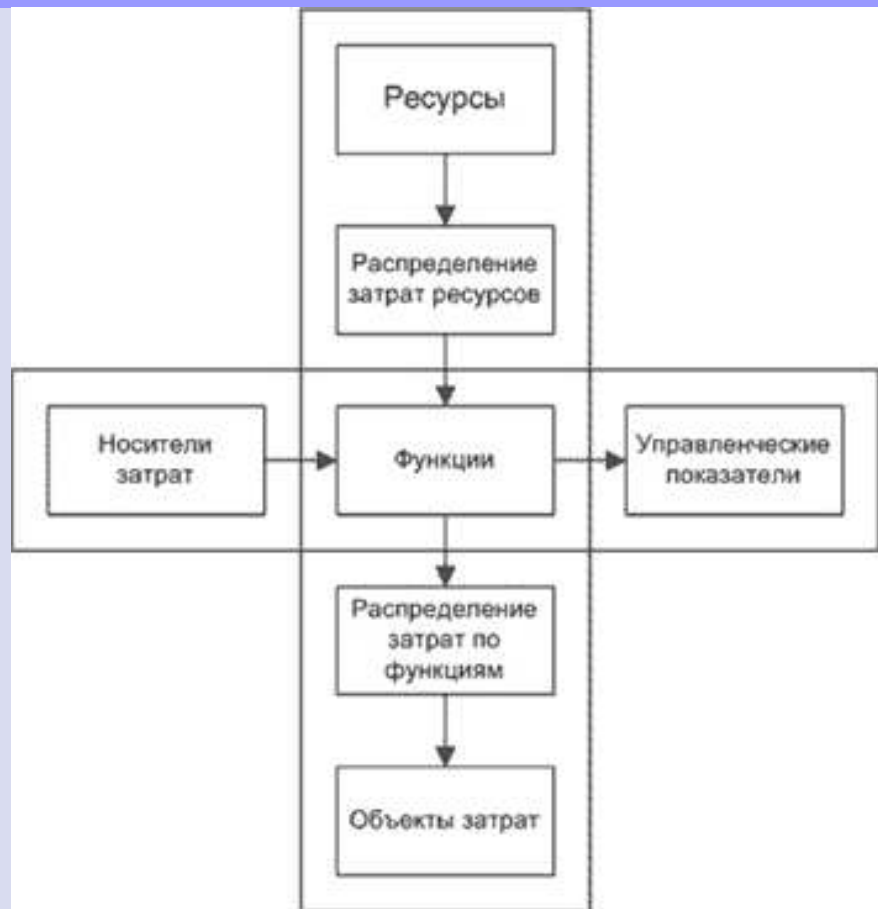 Ресурсы
Распределение
затрат ресурсов
Носители
затрат
Функции
Управленческие
показатели
Распределение
затрат по
функциям
Объекты затрат